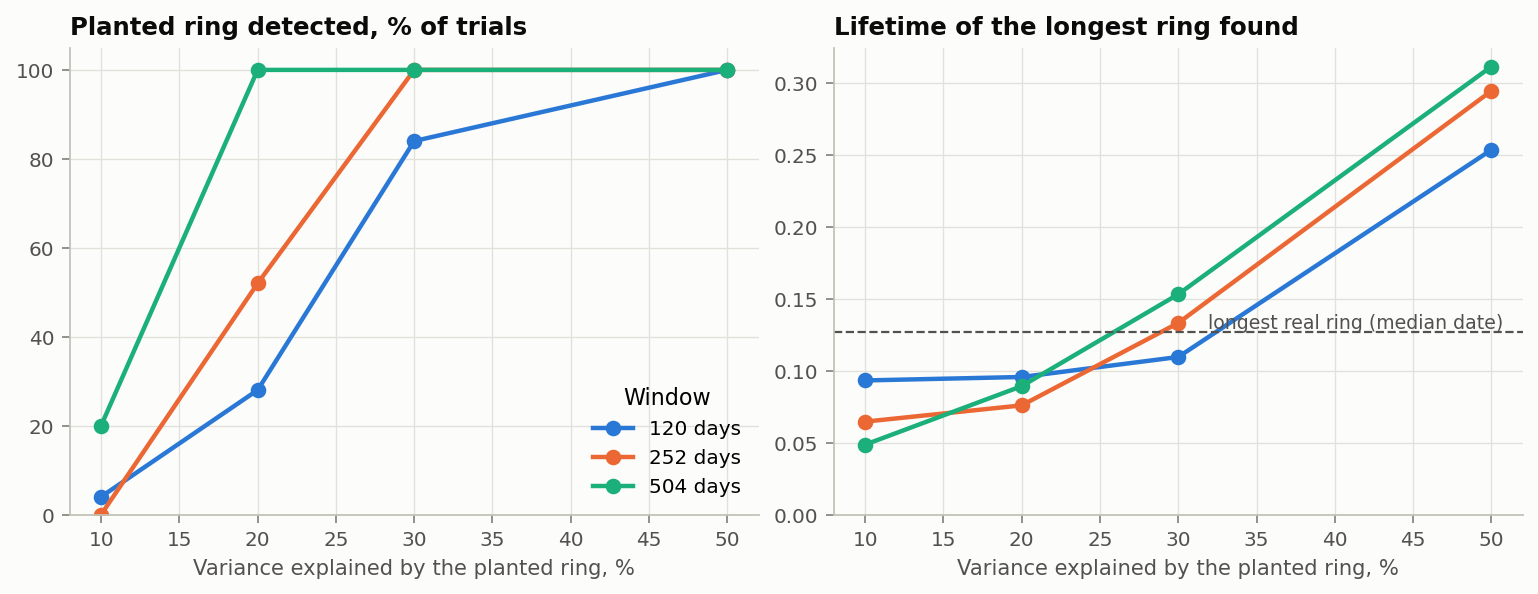 Planted ring detected, % of trials
100
80
60
40
20
0
10 15 20 25 30 35 40 45 50
Variance explained by the planted ring, %
Window
120 days
252 days
504 days
Lifetime of the longest ring found
0.30
0.25
0.20
0.15
0.10
0.05
0.00
longest real ring (median date)
10 15 20 25 30 35 40 45 50
Variance explained by the planted ring, %